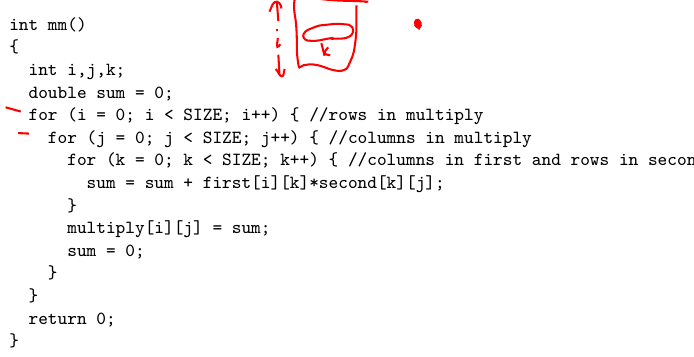 int mm()
{
int i,j,k;
double sum = 0;
for (i = 0; i < SIZE; i++) { //rows in multiply
for (j = 0; j < SIZE; j++) { //columns in multiply
for (k = 0; k < SIZE; k++) { //columns in first and rows in secon
sum = sum + first[i][k]*second[k][j];
}
multiply[i][j] = sum;
sum = 0;
}
}
return 0;
}
i
k